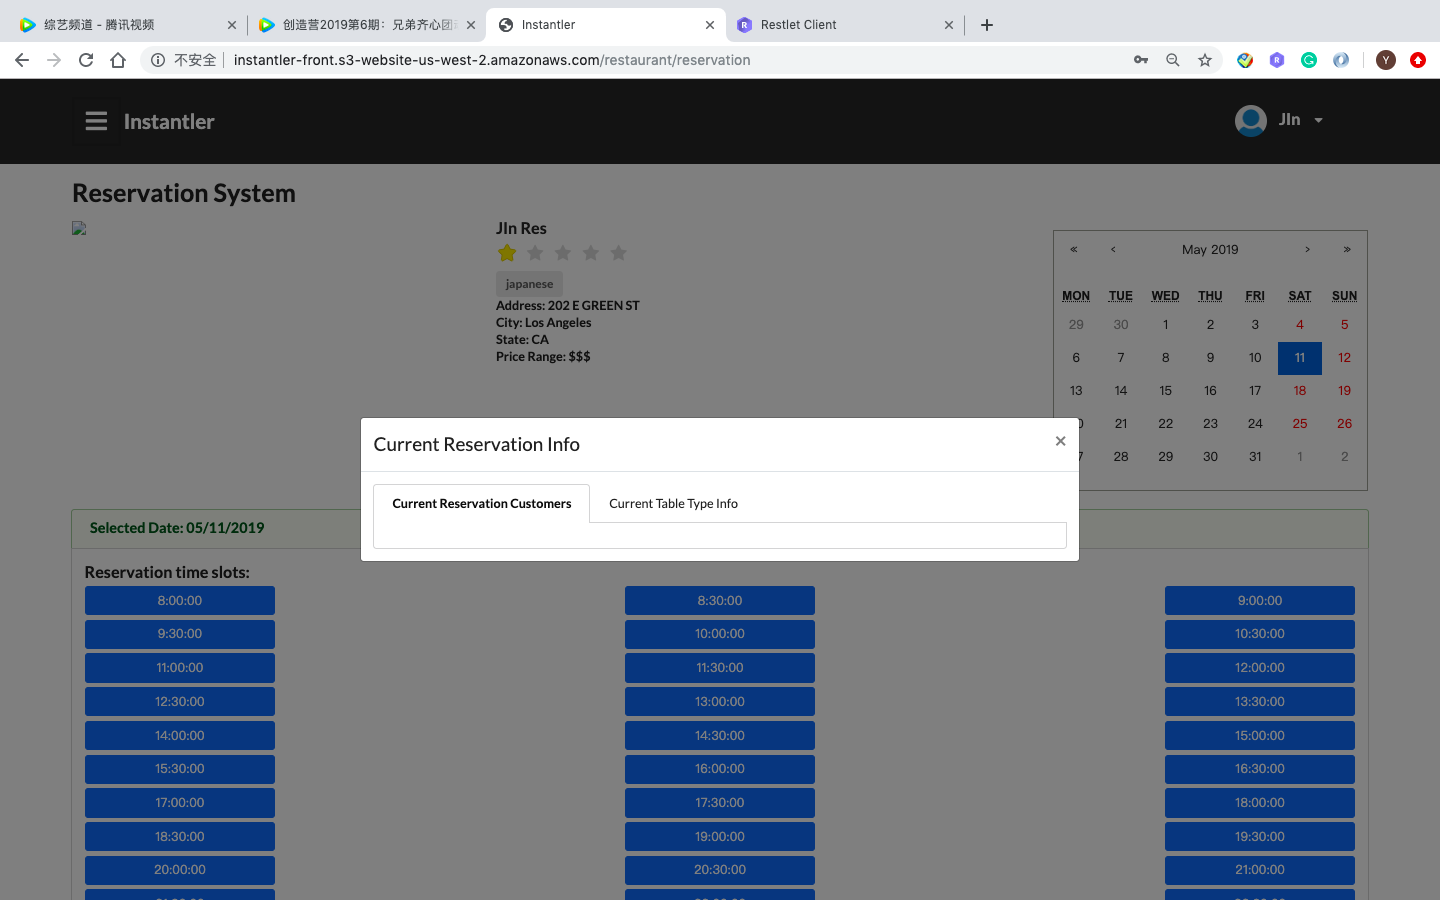 综艺频道 - 腾讯视频
创造营2019第6期：兄弟齐心团
Instantler
Restlet Client
不安全
instantler-front.s3-website-us-west-2.amazonaws.com/restaurant/reservation
Y
Instantler
JIn
Reservation System
JIn Res
japanese
Address: 202 E GREEN ST
City: Los Angeles
State: CA
Price Range: $$$
« ‹ May 2019 › »
MON TUE WED THU FRI SAT SUN
29 30 1 2 3 4 5
6 7 8 9 10 11 12
13 14 15 16 17 18 19
21 22 23 24 25 26
28 29 30 31 1 2
Current Reservation Info
Current Reservation Customers
Current Table Type Info
Selected Date: 05/11/2019
Reservation time slots:
8:00:00 8:30:00 9:00:00
9:30:00 10:00:00 10:30:00
11:00:00 11:30:00 12:00:00
12:30:00 13:00:00 13:30:00
14:00:00 14:30:00 15:00:00
15:30:00 16:00:00 16:30:00
17:00:00 17:30:00 18:00:00
18:30:00 19:00:00 19:30:00
20:00:00 20:30:00 21:00:00